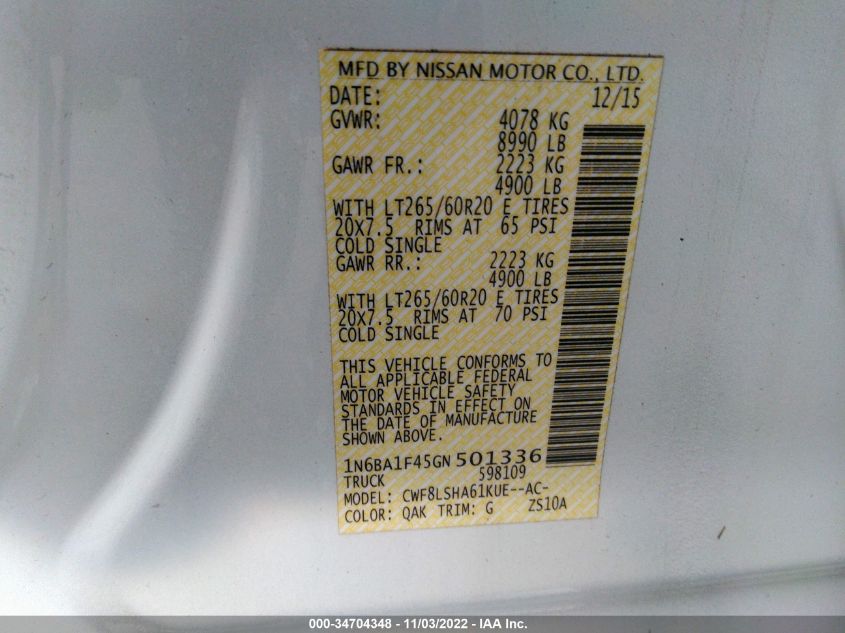 MFD BY NISSAN MOTOR CO., LTD.
DATE: 12/15
GVWR: 4078 KG
8990 LB
GAWR FR.: 2223 KG
4900 LB
WITH LT265/60R20 E TIRES
20X7.5 RIMS AT 65 PSI
COLD SINGLE
GAWR RR.: 2223 KG
4900 LB
WITH LT265/60R20 E TIRES
20X7.5 RIMS AT 70 PSI
COLD SINGLE
THIS VEHICLE CONFORMS TO
ALL APPLICABLE FEDERAL
MOTOR VEHICLE SAFETY
STANDARDS IN EFFECT ON
THE DATE OF MANUFACTURE
SHOWN ABOVE.
1N6BA1F45GN501336
TRUCK 598109
MODEL: CWF8LSHA61KUE--AC-
COLOR: QAK TRIM: G ZS10A
000-34704348 - 11/03/2022 - IAA Inc.